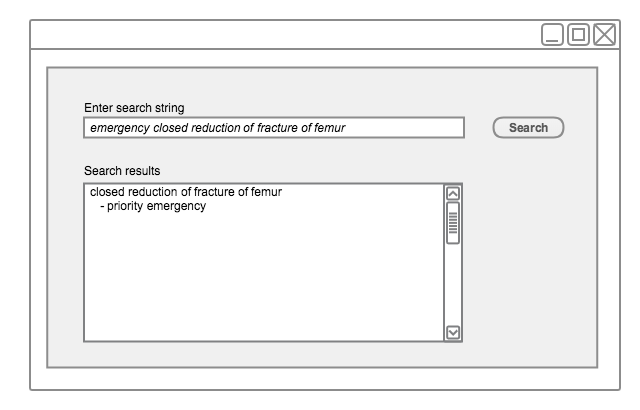 Enter search string
emergency closed reduction of fracture of femur
Search
Search results
closed reduction of fracture of femur
- priority emergency